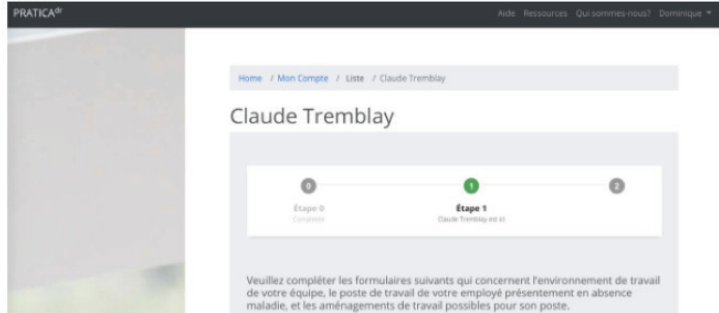 PRATICAdr
Aide Ressources Qui sommes-nous? Dominique
Home / Mon Compte / Liste / Claude Tremblay
Claude Tremblay
0 1 2
Étape 0 Étape 1
Complétée Claude Tremblay est ici
Veuillez compléter les formulaires suivants qui concernent l'environnement de travail
de votre équipe, le poste de travail de votre employé présentement en absence
maladie, et les aménagements de travail possibles pour son poste.